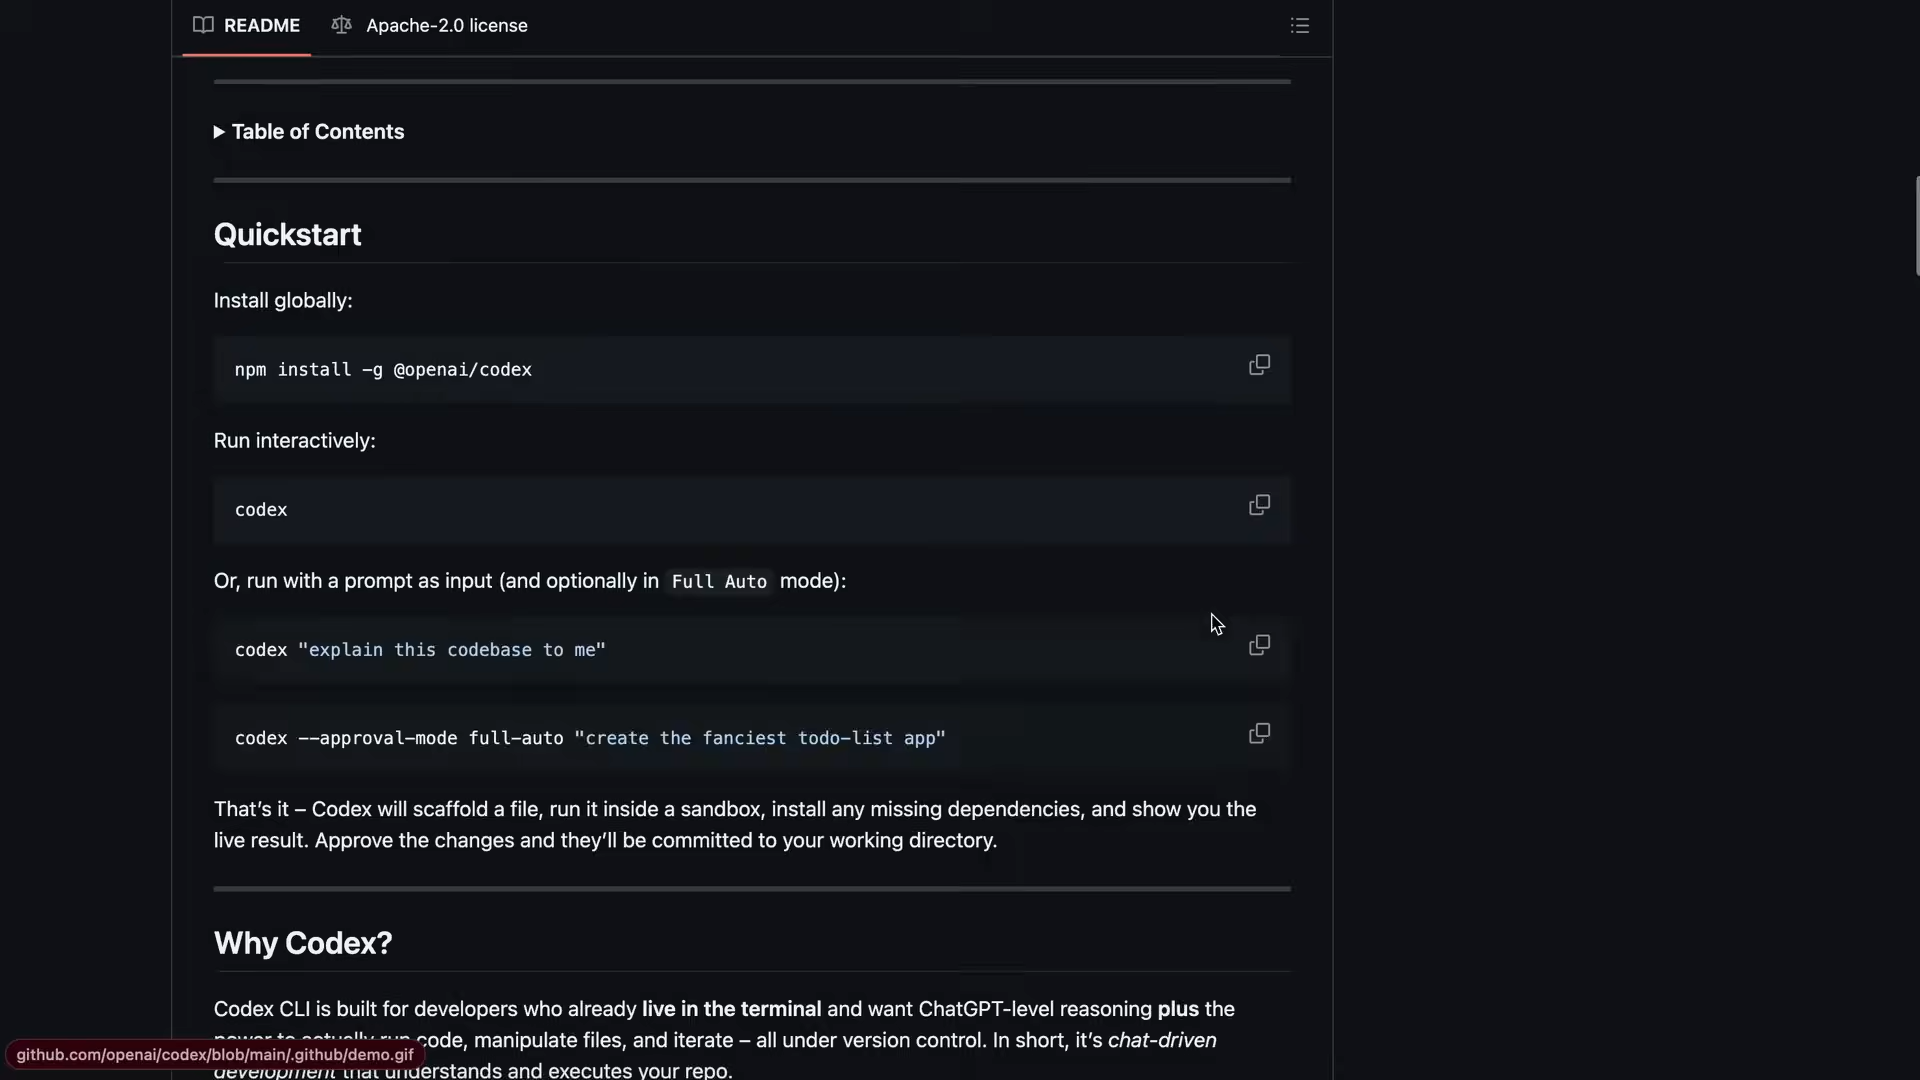 README
Apache-2.0 license
Table of Contents
Quickstart
Install globally:
npm install -g @openai/codex
Run interactively:
codex
Or, run with a prompt as input (and optionally in Full Auto mode):
codex "explain this codebase to me"
codex --approval-mode full-auto "create the fanciest todo-list app"
That’s it – Codex will scaffold a file, run it inside a sandbox, install any missing dependencies, and show you the
live result. Approve the changes and they’ll be committed to your working directory.
Why Codex?
Codex CLI is built for developers who already live in the terminal and want ChatGPT-level reasoning plus the
power to actually run code, manipulate files, and iterate – all under version control. In short, it’s chat-driven
development that understands and executes your repo.
github.com/openai/codex/blob/main/.github/demo.gif